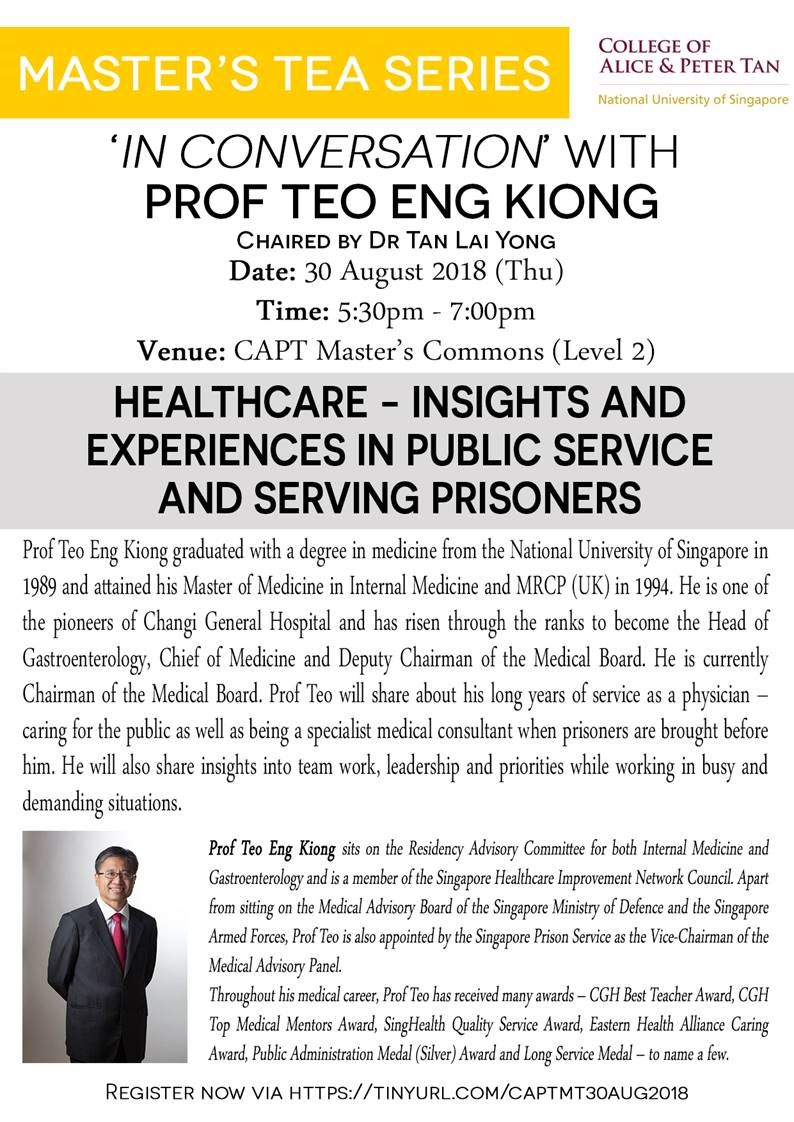 MASTER'S TEA SERIES
COLLEGE OF
ALICE & PETER TAN
National University of Singapore
'IN CONVERSATION' WITH
PROF TEO ENG KIONG
CHAIRED BY DR TAN LAI YONG
Date: 30 August 2018 (Thu)
Time: 5:30pm - 7:00pm
Venue: CAPT Master's Commons (Level 2)
HEALTHCARE – INSIGHTS AND
EXPERIENCES IN PUBLIC SERVICE
AND SERVING PRISONERS
Prof Teo Eng Kiong graduated with a degree in medicine from the National University of Singapore in
1989 and attained his Master of Medicine in Internal Medicine and MRCP (UK) in 1994. He is one of
the pioneers of Changi General Hospital and has risen through the ranks to become the Head of
Gastroenterology, Chief of Medicine and Deputy Chairman of the Medical Board. He is currently
Chairman of the Medical Board. Prof Teo will share about his long years of service as a physician –
caring for the public as well as being a specialist medical consultant when prisoners are brought before
him. He will also share insights into team work, leadership and priorities while working in busy and
demanding situations.
Prof Teo Eng Kiong sits on the Residency Advisory Committee for both Internal Medicine and
Gastroenterology and is a member of the Singapore Healthcare Improvement Network Council. Apart
from sitting on the Medical Advisory Board of the Singapore Ministry of Defence and the Singapore
Armed Forces, Prof Teo is also appointed by the Singapore Prison Service as the Vice-Chairman of the
Medical Advisory Panel.
Throughout his medical career, Prof Teo has received many awards – CGH Best Teacher Award, CGH
Top Medical Mentors Award, SingHealth Quality Service Award, Eastern Health Alliance Caring
Award, Public Administration Medal (Silver) Award and Long Service Medal – to name a few.
REGISTER NOW VIA HTTPS://TINYURL.COM/CAPTMT30AUG2018